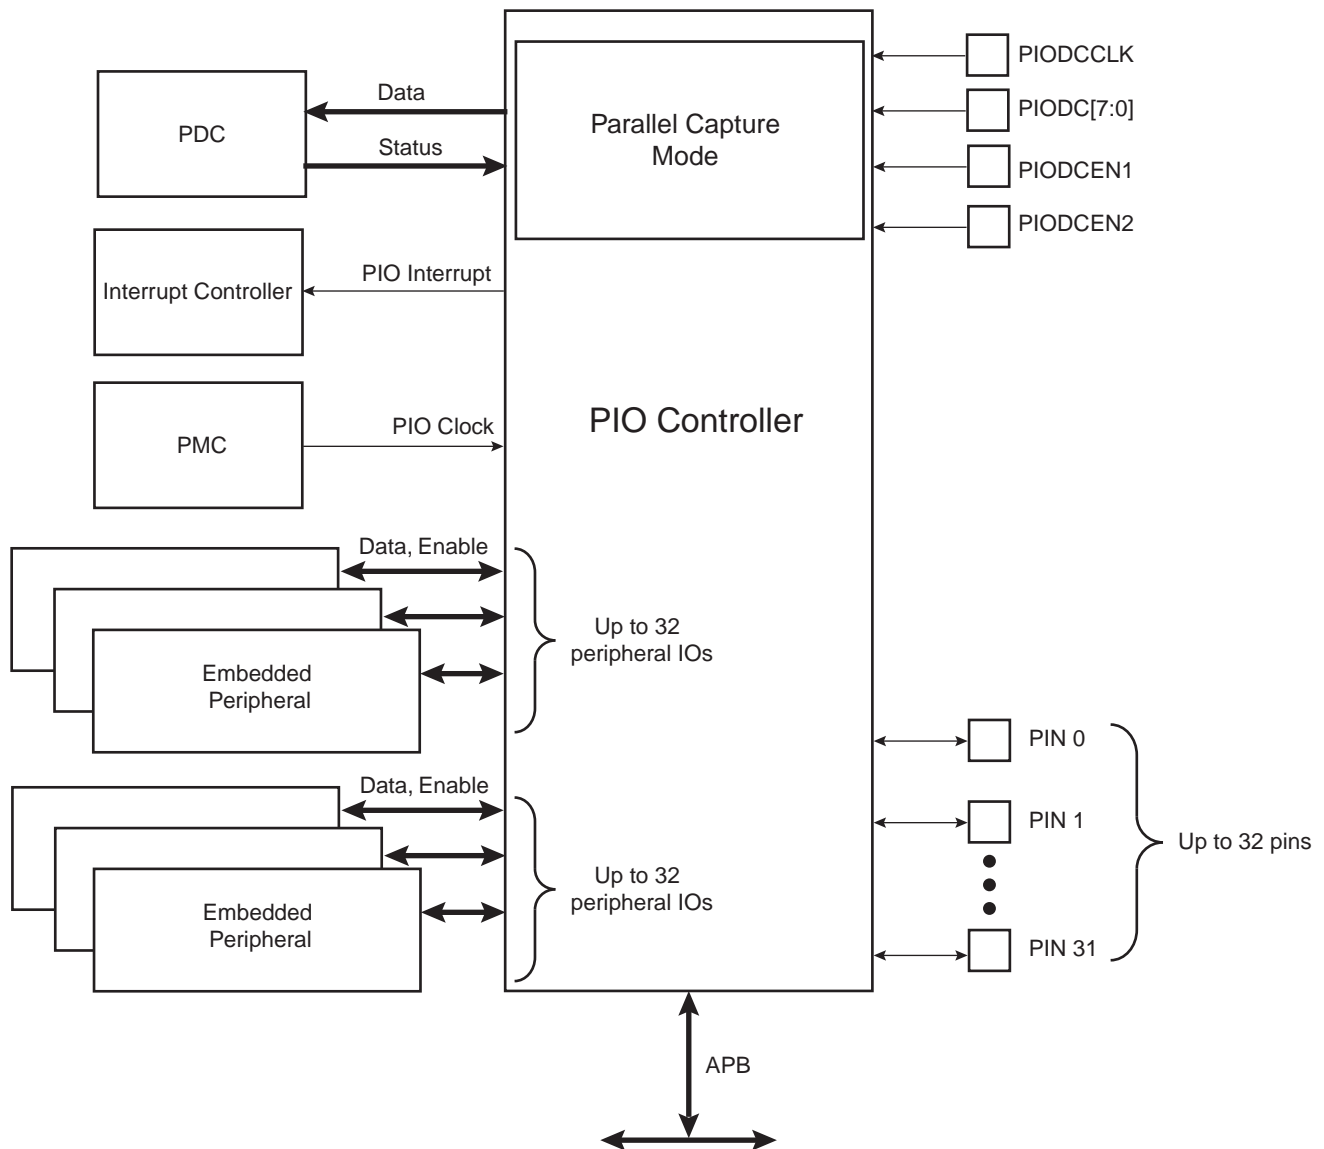 PIODCCLK
Data
PIODC[7:0]
Parallel Capture
Mode
PDC
Status
PIODCEN1
PIODCEN2
PIO Interrupt
Interrupt Controller
PIO Controller
PIO Clock
PMC
Data, Enable
Up to 32
peripheral IOs
Embedded
Peripheral
PIN 0
Data, Enable
PIN 1
Up to 32 pins
Up to 32
peripheral IOs
Embedded
Peripheral
PIN 31
APB